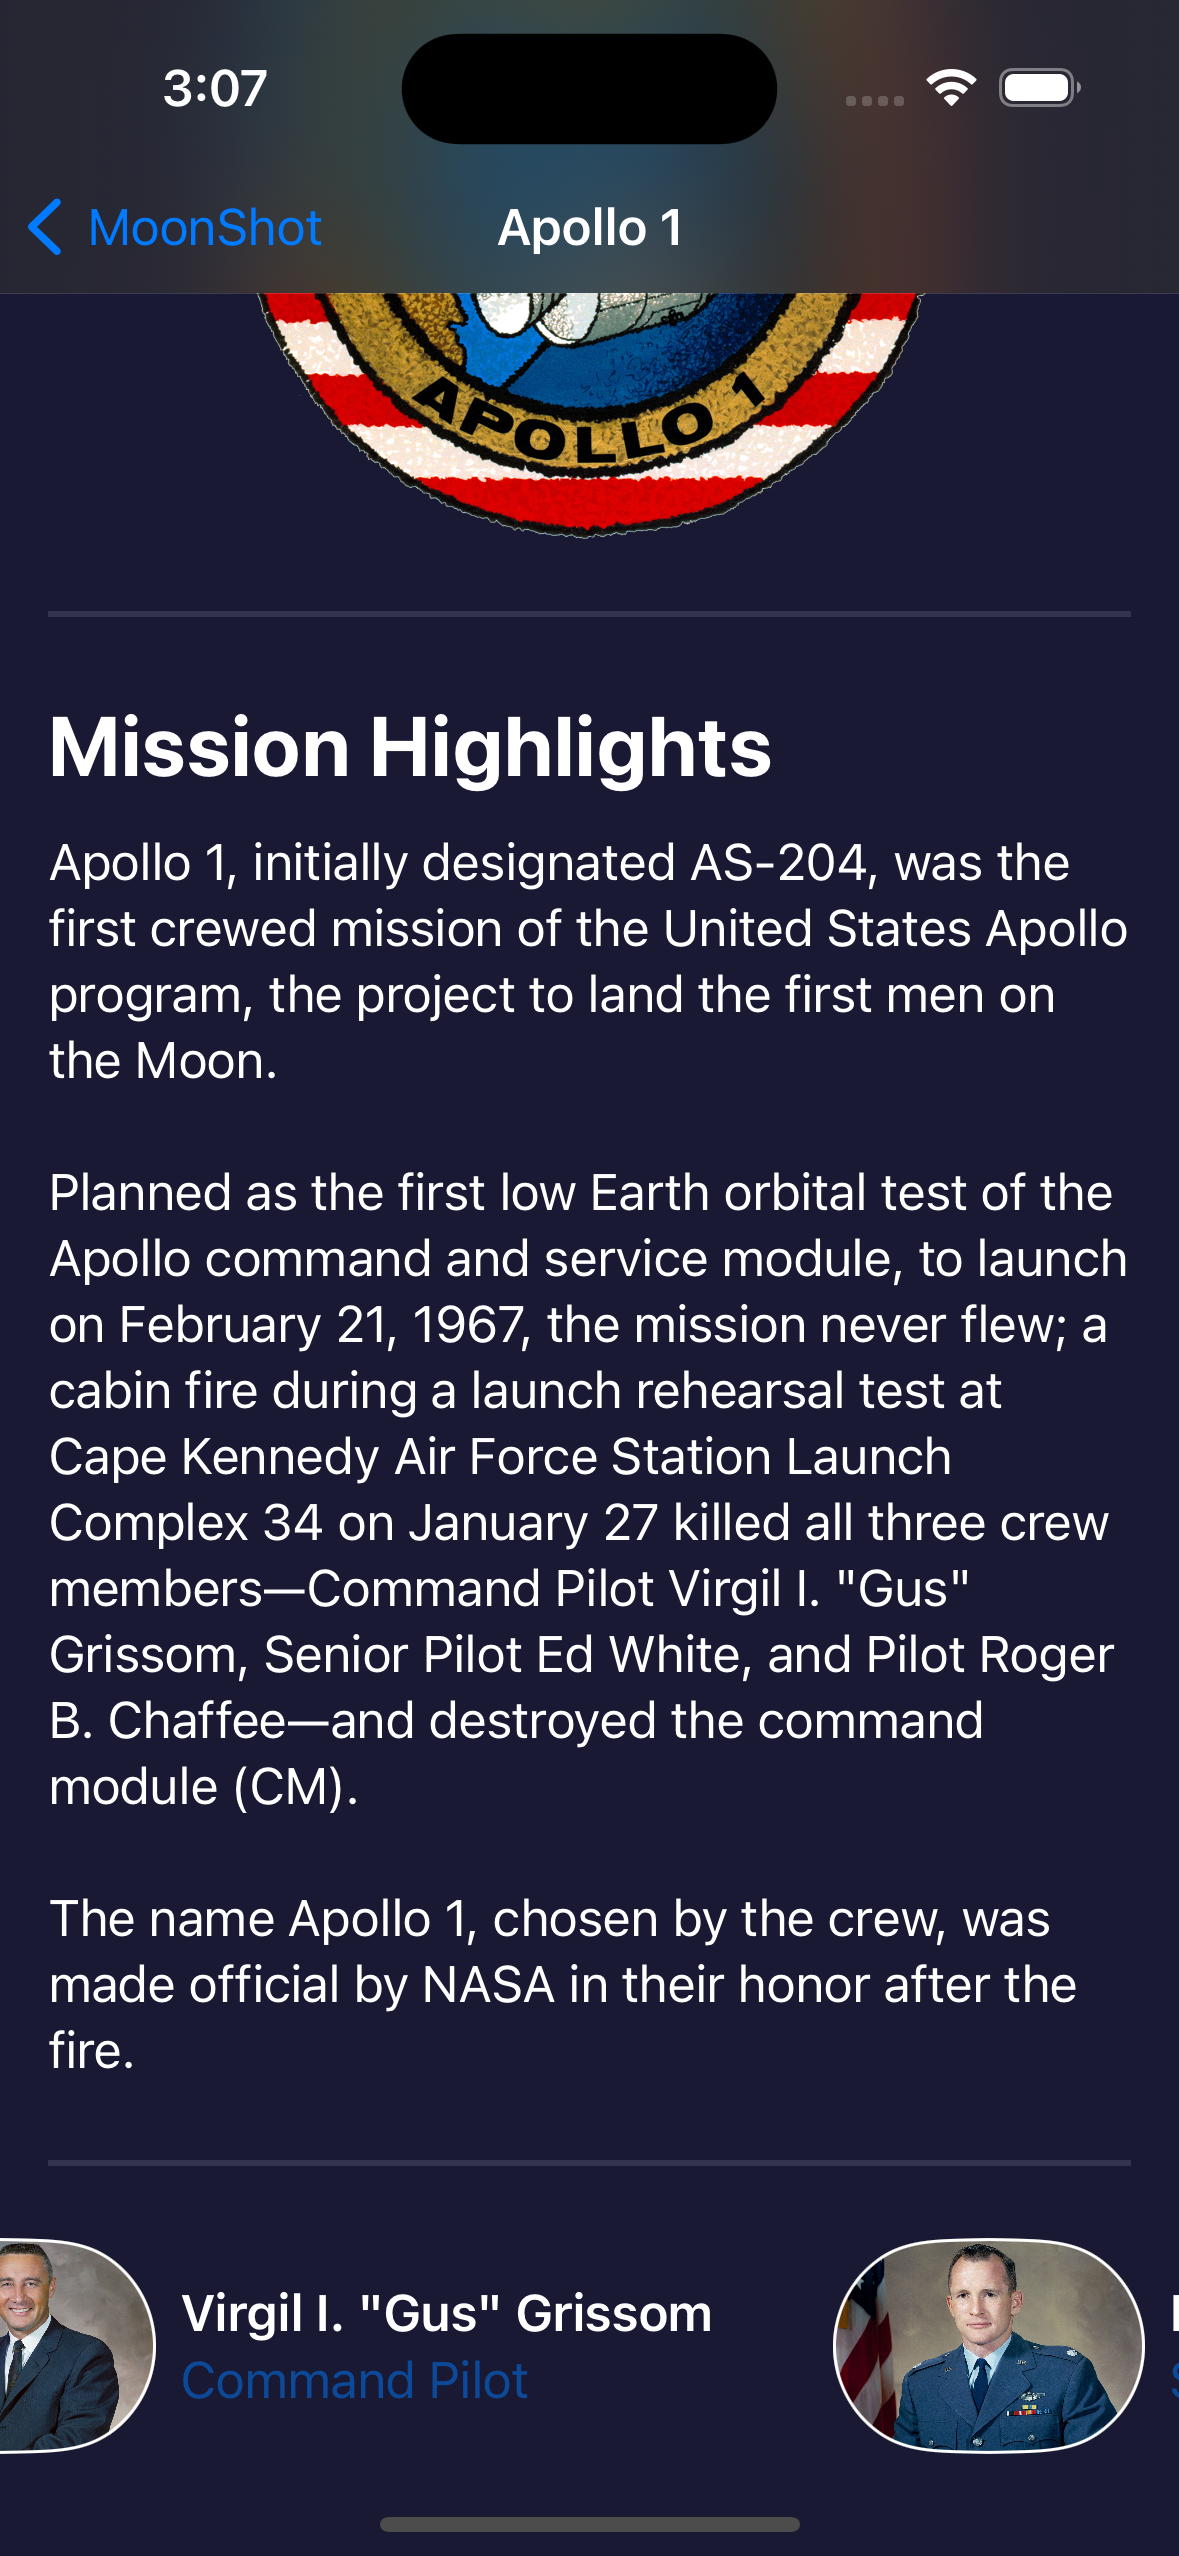 3:07
MoonShot
Apollo 1
APOLLO 1
Mission Highlights
Apollo 1, initially designated AS-204, was the
first crewed mission of the United States Apollo
program, the project to land the first men on
the Moon.
Planned as the first low Earth orbital test of the
Apollo command and service module, to launch
on February 21, 1967, the mission never flew; a
cabin fire during a launch rehearsal test at
Cape Kennedy Air Force Station Launch
Complex 34 on January 27 killed all three crew
members—Command Pilot Virgil I. "Gus"
Grissom, Senior Pilot Ed White, and Pilot Roger
B. Chaffee—and destroyed the command
module (CM).
The name Apollo 1, chosen by the crew, was
made official by NASA in their honor after the
fire.
Virgil I. "Gus" Grissom
Command Pilot